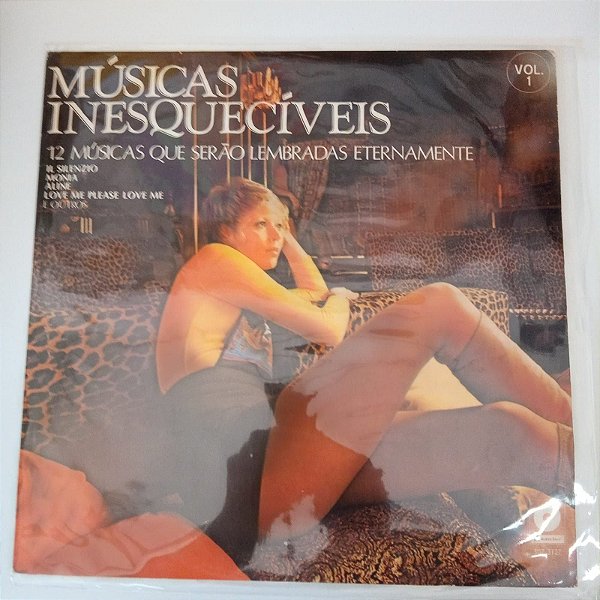 MÚSICAS
INESQUECÍVEIS
VOL.
1
12 MÚSICAS QUE SERÃO LEMBRADAS ETERNAMENTE
IL SILENZIO
MONIA
ALINE
LOVE ME PLEASE LOVE ME
E OUTROS